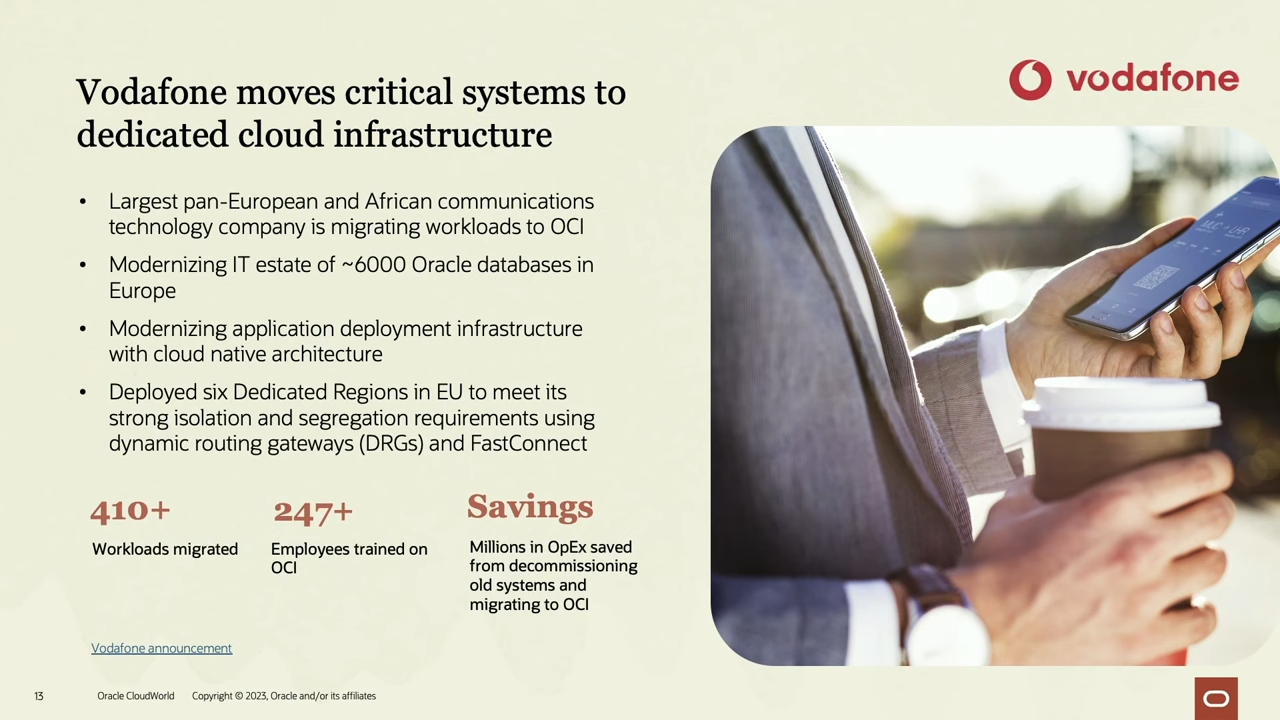 vodafone
Vodafone moves critical systems to
dedicated cloud infrastructure
• Largest pan-European and African communications
technology company is migrating workloads to OCI
• Modernizing IT estate of ~6000 Oracle databases in
Europe
• Modernizing application deployment infrastructure
with cloud native architecture
• Deployed six Dedicated Regions in EU to meet its
strong isolation and segregation requirements using
dynamic routing gateways (DRGs) and FastConnect
410+
Workloads migrated
247+
Employees trained on
OCI
Savings
Millions in OpEx saved
from decommissioning
old systems and
migrating to OCI
Vodafone announcement
13 Oracle CloudWorld Copyright © 2023, Oracle and/or its affiliates